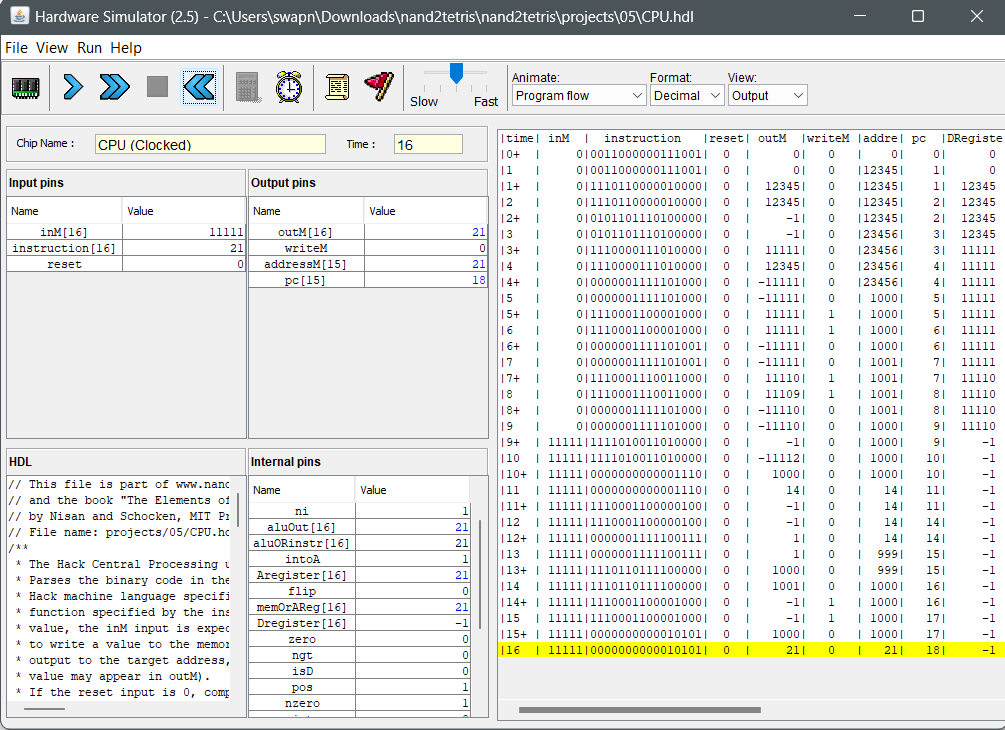 Hardware Simulator (2.5) - C:\Users\swapn\Downloads\nand2tetris\nand2tetris\projects\05\CPU.hdl
File View Run Help
Slow Fast
Animate: Format: View:
Program flow Decimal Output
Chip Name : CPU (Clocked) Time : 16
Input pins
Name Value
inM[16] 11111
instruction[16] 21
reset 0
Output pins
Name Value
outM[16] 21
writeM 0
addressM[15] 21
pc[15] 18
HDL
// This file is part of www.nand
// and the book "The Elements of
// by Nisan and Schocken, MIT Pr
// File name: projects/05/CPU.hd
/**
* The Hack Central Processing u
* Parses the binary code in the
* Hack machine language specifi
* function specified by the ins
* value, the inM input is expec
* to write a value to the memor
* output to the target address,
* value may appear in outM).
* If the reset input is 0, comp
Internal pins
Name Value
ni 1
aluOut[16] 21
aluORinstr[16] 21
intoA 1
Aregister[16] 21
flip 0
memOrAReg[16] 21
Dregister[16] -1
zero 0
ngt 0
isD 0
pos 1
nzero 1
|time| inM | instruction |reset| outM |writeM |addre| pc |DRegiste
|0+ | 0|0011000000111001| 0 | 0| 0 | 0| 0| 0
|1 | 0|0011000000111001| 0 | 0| 0 |12345| 1| 0
|1+ | 0|1110110000010000| 0 | 12345| 0 |12345| 1| 12345
|2 | 0|1110110000010000| 0 | 12345| 0 |12345| 2| 12345
|2+ | 0|0101101110100000| 0 | -1| 0 |12345| 2| 12345
|3 | 0|0101101110100000| 0 | -1| 0 |23456| 3| 12345
|3+ | 0|1110000111010000| 0 | 11111| 0 |23456| 3| 11111
|4 | 0|1110000111010000| 0 | 12345| 0 |23456| 4| 11111
|4+ | 0|0000001111101000| 0 | -11111| 0 |23456| 4| 11111
|5 | 0|0000001111101000| 0 | -11111| 0 | 1000| 5| 11111
|5+ | 0|1110001100001000| 0 | 11111| 1 | 1000| 5| 11111
|6 | 0|1110001100001000| 0 | 11111| 1 | 1000| 6| 11111
|6+ | 0|0000001111101001| 0 | -11111| 0 | 1000| 6| 11111
|7 | 0|0000001111101001| 0 | -11111| 0 | 1001| 7| 11111
|7+ | 0|1110001110011000| 0 | 11110| 1 | 1001| 7| 11110
|8 | 0|1110001110011000| 0 | 11109| 1 | 1001| 8| 11110
|8+ | 0|0000001111101000| 0 | -11110| 0 | 1001| 8| 11110
|9 | 0|0000001111101000| 0 | -11110| 0 | 1000| 9| 11110
|9+ | 11111|1111010011010000| 0 | -1| 0 | 1000| 9| -1
|10 | 11111|1111010011010000| 0 | -11112| 0 | 1000| 10| -1
|10+ | 11111|0000000000001110| 0 | 1000| 0 | 1000| 10| -1
|11 | 11111|0000000000001110| 0 | 14| 0 | 14| 11| -1
|11+ | 11111|1110001100000100| 0 | -1| 0 | 14| 11| -1
|12 | 11111|1110001100000100| 0 | -1| 0 | 14| 14| -1
|12+ | 11111|0000001111100111| 0 | 1| 0 | 14| 14| -1
|13 | 11111|0000001111100111| 0 | 1| 0 | 999| 15| -1
|13+ | 11111|1110110111100000| 0 | 1000| 0 | 999| 15| -1
|14 | 11111|1110110111100000| 0 | 1001| 0 | 1000| 16| -1
|14+ | 11111|1110001100001000| 0 | -1| 1 | 1000| 16| -1
|15 | 11111|1110001100001000| 0 | -1| 1 | 1000| 17| -1
|15+ | 11111|0000000000010101| 0 | 1000| 0 | 1000| 17| -1
|16 | 11111|0000000000010101| 0 | 21| 0 | 21| 18| -1